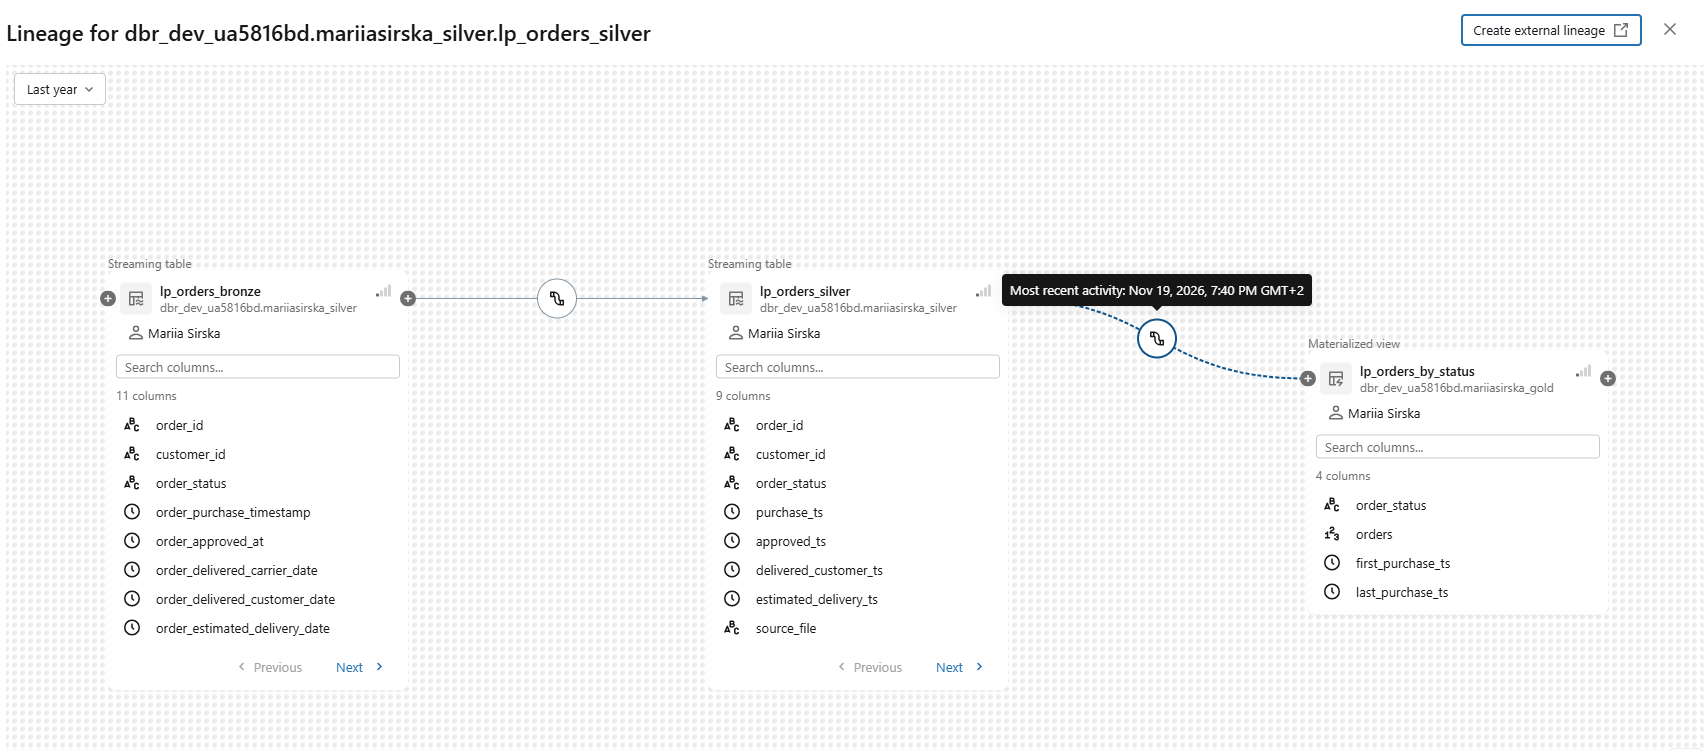 Lineage for dbr_dev_ua5816bd.mariiasirska_silver.lp_orders_silver
Create external lineage
Last year
Streaming table
lp_orders_bronze
dbr_dev_ua5816bd.mariiasirska_silver
Mariia Sirska
Search columns...
11 columns
order_id
customer_id
order_status
order_purchase_timestamp
order_approved_at
order_delivered_carrier_date
order_delivered_customer_date
order_estimated_delivery_date
Previous
Next
Streaming table
lp_orders_silver
dbr_dev_ua5816bd.mariiasirska_silver
Mariia Sirska
Search columns...
9 columns
order_id
customer_id
order_status
purchase_ts
approved_ts
delivered_customer_ts
estimated_delivery_ts
source_file
Previous
Next
Most recent activity: Nov 19, 2026, 7:40 PM GMT+2
Materialized view
lp_orders_by_status
dbr_dev_ua5816bd.mariiasirska_gold
Mariia Sirska
Search columns...
4 columns
order_status
orders
first_purchase_ts
last_purchase_ts